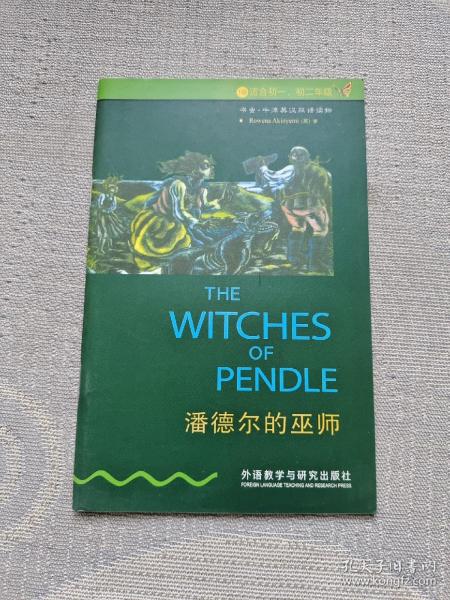 1级 适合初一、初二年级
书虫·牛津英汉双语读物
Rowena Akinyemi (英) 著
THE
WITCHES
OF
PENDLE
潘德尔的巫师
外语教学与研究出版社
FOREIGN LANGUAGE TEACHING AND RESEARCH PRESS
孔夫子旧书网
www.kongfz.com